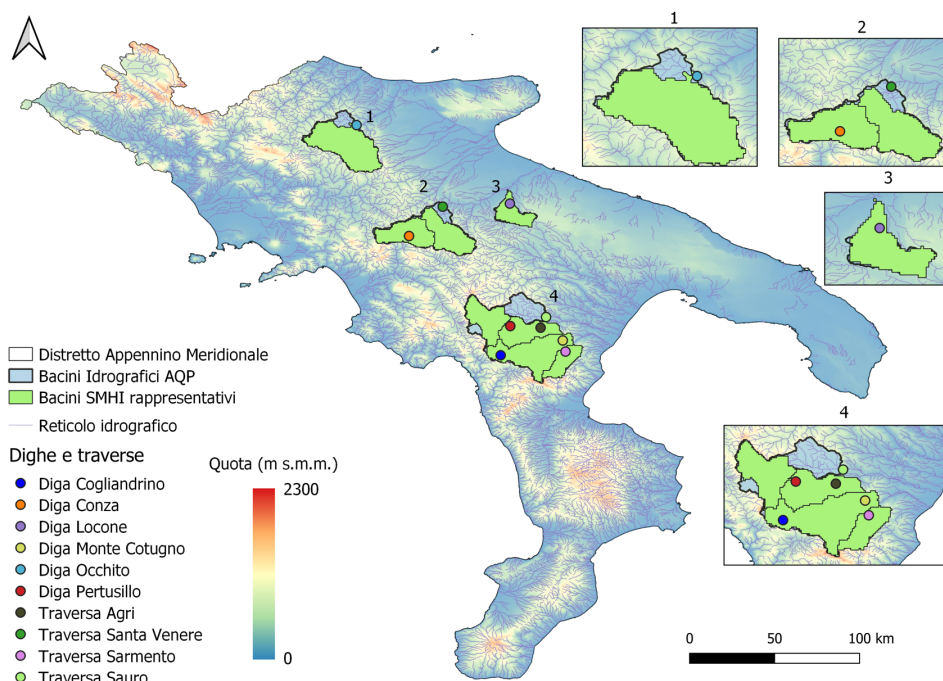 1
2
1
2
3
3
4
4
Distretto Appennino Meridionale
Bacini Idrografici AQP
Bacini SMHI rappresentativi
Reticolo idrografico
Dighe e traverse
Diga Cogliandrino
Diga Conza
Diga Locone
Diga Monte Cotugno
Diga Occhito
Diga Pertusillo
Traversa Agri
Traversa Santa Venere
Traversa Sarmento
Traversa Sauro
Quota (m s.m.m.)
2300
0
0 50 100 km